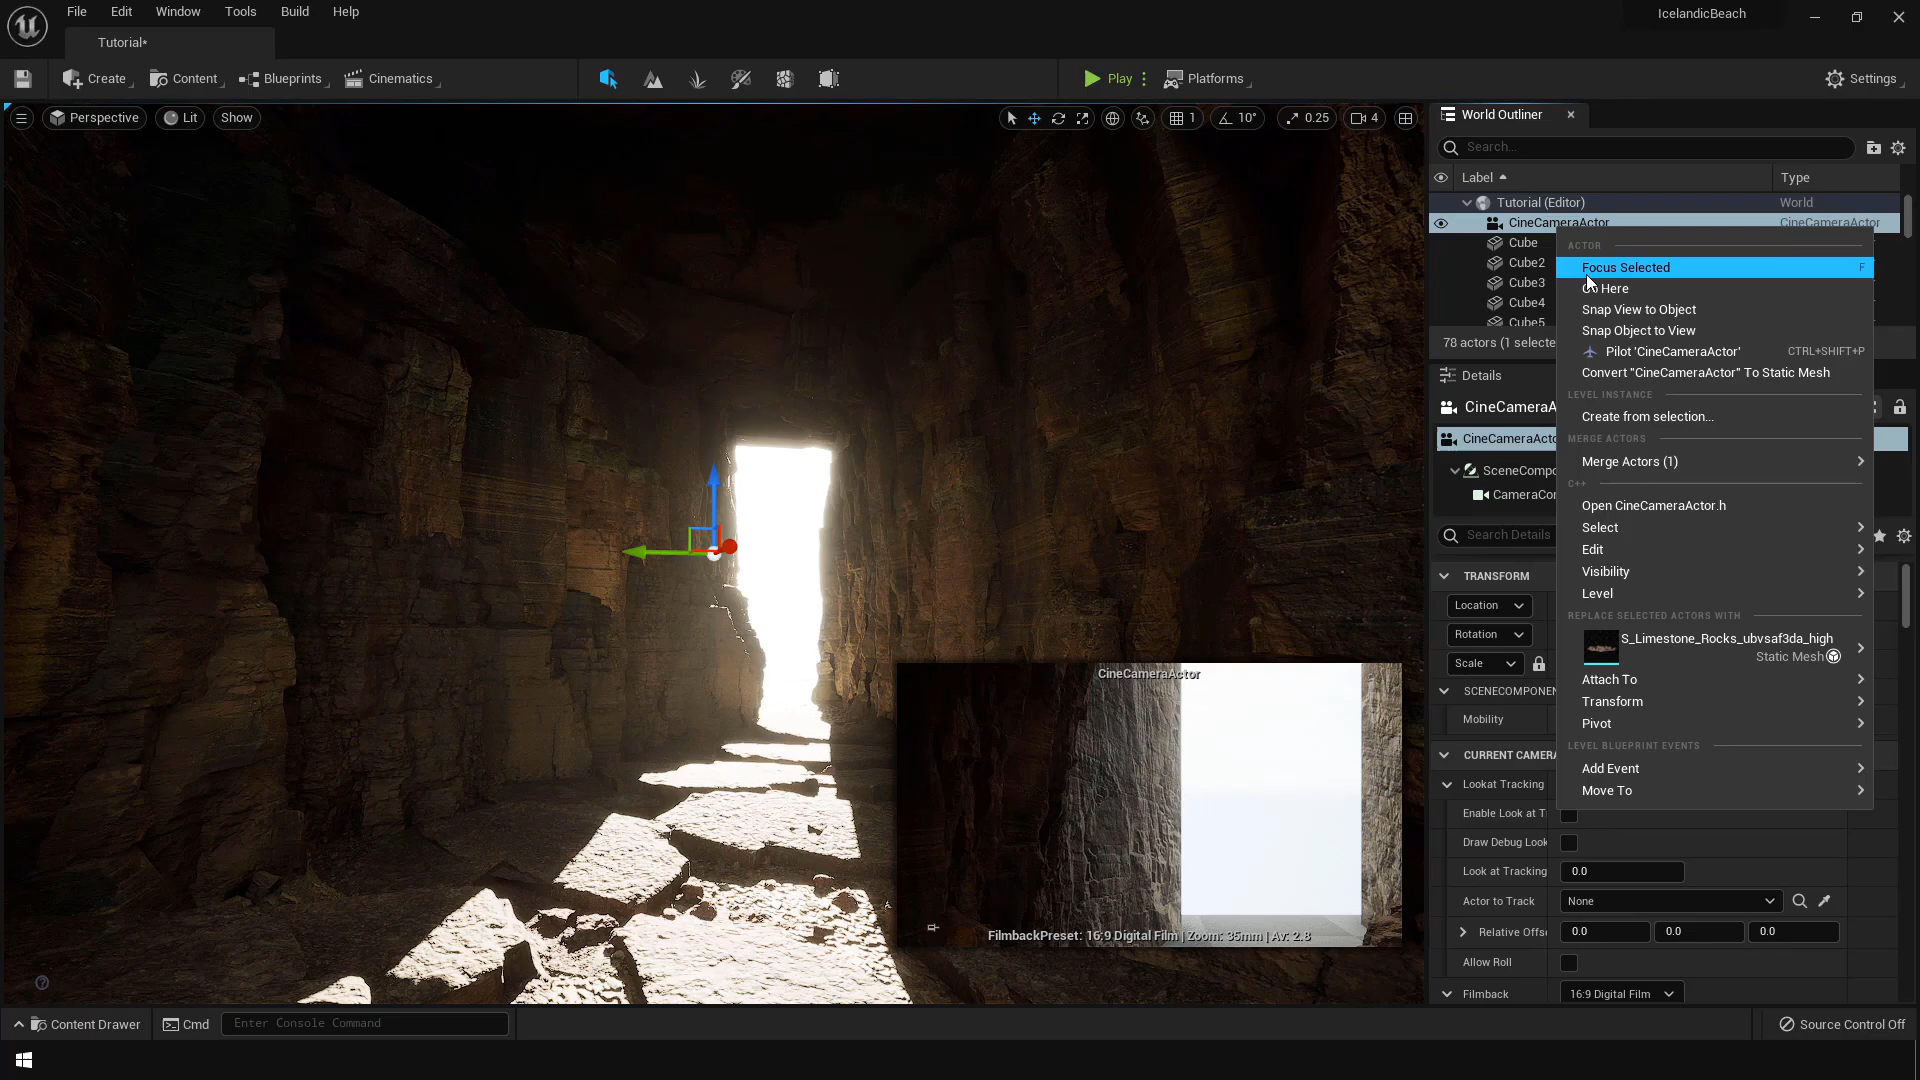 File Edit Window Tools Build Help
IcelandicBeach
Tutorial*
Create Content Blueprints Cinematics Play Platforms Settings
Perspective Lit Show 1 10° 0.25 4
World Outliner
Search...
Label Type
Tutorial (Editor) World
CineCameraActor CineCameraActor
Cube
Cube2
Cube3
Cube4
Cube5
78 actors (1 selecte
Details
CineCameraA
CineCameraActo
SceneCompo
CameraCo
Search Details
TRANSFORM
Location
Rotation
Scale
SCENECOMPONEN
Mobility
CURRENT CAMERA
Lookat Tracking
Enable Look at T
Draw Debug Look
Look at Tracking 0.0
Actor to Track None
Relative Offs 0.0 0.0 0.0
Allow Roll
Filmback 16:9 Digital Film
ACTOR
Focus Selected F
Go Here
Snap View to Object
Snap Object to View
Pilot 'CineCameraActor' CTRL+SHIFT+P
Convert "CineCameraActor" To Static Mesh
LEVEL INSTANCE
Create from selection...
MERGE ACTORS
Merge Actors (1)
C++
Open CineCameraActor.h
Select
Edit
Visibility
Level
REPLACE SELECTED ACTORS WITH
S_Limestone_Rocks_ubvsaf3da_high
Static Mesh
Attach To
Transform
Pivot
LEVEL BLUEPRINT EVENTS
Add Event
Move To
CineCameraActor
FilmbackPreset: 16:9 Digital Film | Zoom: 35mm | Av: 2.8
Content Drawer Cmd Enter Console Command Source Control Off